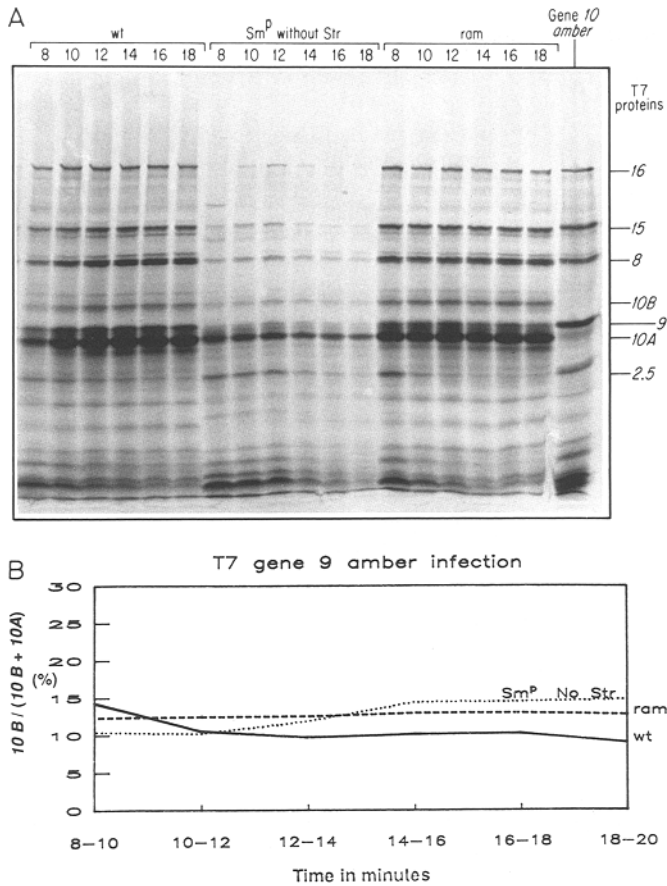 A
wt
Smᵖ without Str
ram
Gene 10 amber
8 10 12 14 16 18 8 10 12 14 16 18 8 10 12 14 16 18
T7 proteins
16
15
8
10B
9
10A
2.5
B
T7 gene 9 amber infection
10 B / (10 B + 10A)
(%)
30
25
20
15
10
5
0
Smᵖ No Str
ram
wt
8–10 10–12 12–14 14–16 16–18 18–20
Time in minutes